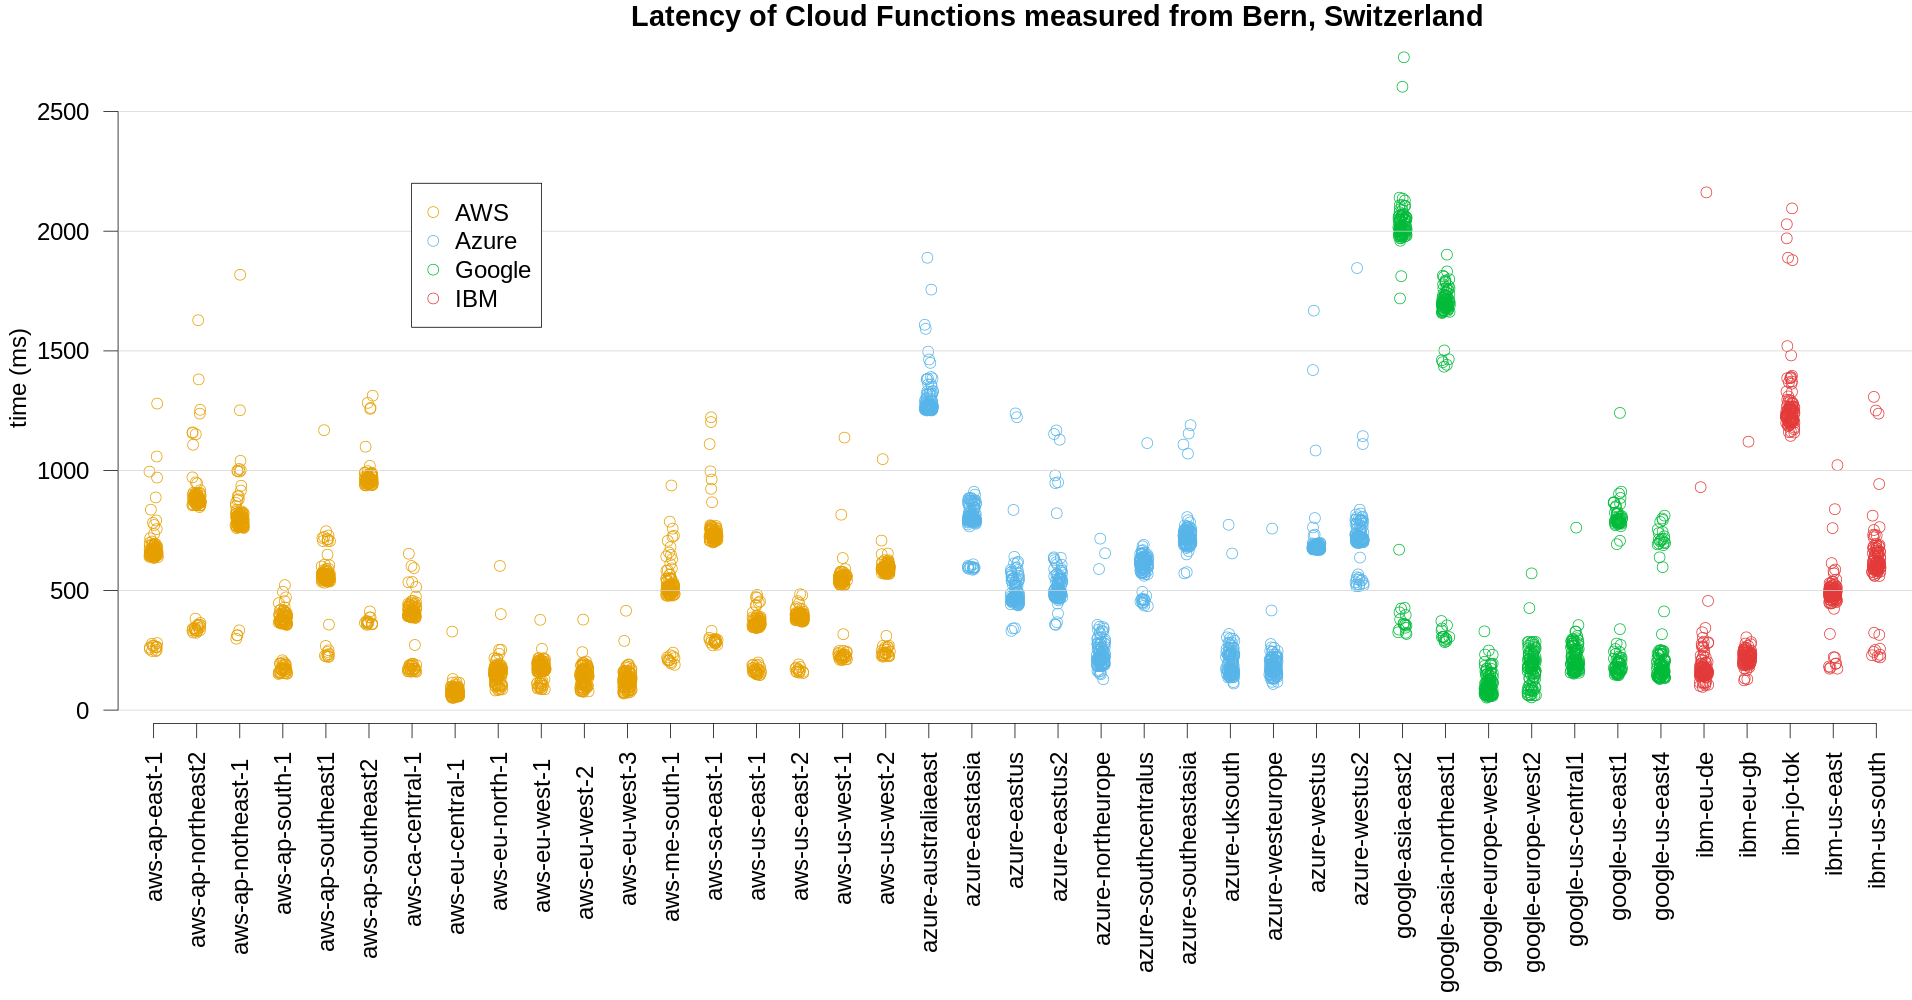 Latency of Cloud Functions measured from Bern, Switzerland
time (ms)
2500
2000
1500
1000
500
0
AWS
Azure
Google
IBM
aws-ap-east-1
aws-ap-northeast2
aws-ap-notheast-1
aws-ap-south-1
aws-ap-southeast1
aws-ap-southeast2
aws-ca-central-1
aws-eu-central-1
aws-eu-north-1
aws-eu-west-1
aws-eu-west-2
aws-eu-west-3
aws-me-south-1
aws-sa-east-1
aws-us-east-1
aws-us-east-2
aws-us-west-1
aws-us-west-2
azure-australiaeast
azure-eastasia
azure-eastus
azure-eastus2
azure-northeurope
azure-southcentralus
azure-southeastasia
azure-uksouth
azure-westeurope
azure-westus
azure-westus2
google-asia-east2
google-asia-northeast1
google-europe-west1
google-europe-west2
google-us-central1
google-us-east1
google-us-east4
ibm-eu-de
ibm-eu-gb
ibm-jo-tok
ibm-us-east
ibm-us-south